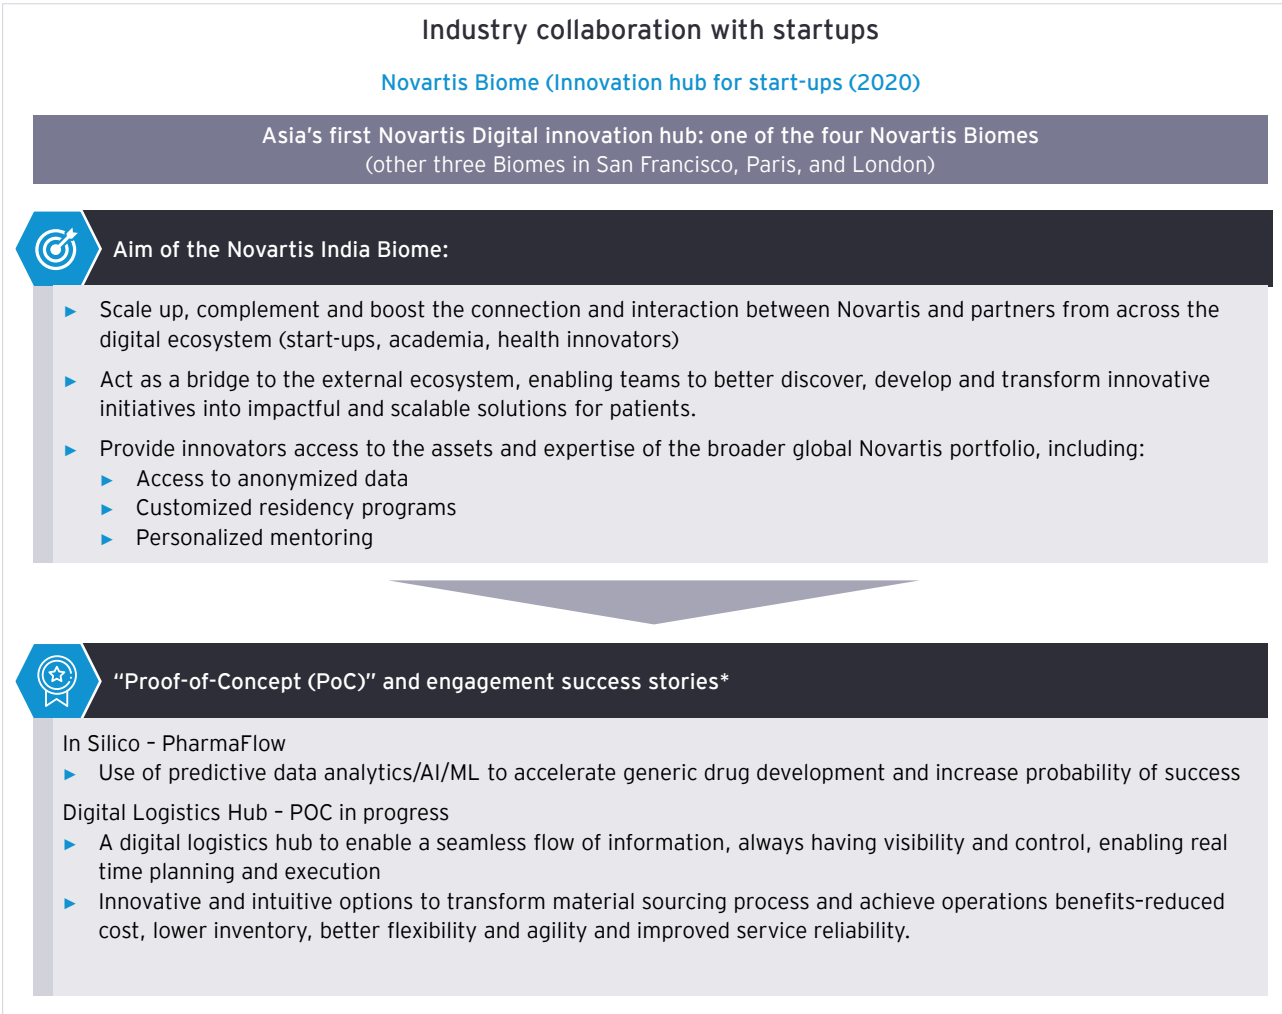 Industry collaboration with startups
Novartis Biome (Innovation hub for start-ups (2020)
Asia's first Novartis Digital innovation hub: one of the four Novartis Biomes
(other three Biomes in San Francisco, Paris, and London)
Aim of the Novartis India Biome:
► Scale up, complement and boost the connection and interaction between Novartis and partners from across the
digital ecosystem (start-ups, academia, health innovators)
► Act as a bridge to the external ecosystem, enabling teams to better discover, develop and transform innovative
initiatives into impactful and scalable solutions for patients.
► Provide innovators access to the assets and expertise of the broader global Novartis portfolio, including:
► Access to anonymized data
► Customized residency programs
► Personalized mentoring
“Proof-of-Concept (PoC)” and engagement success stories*
In Silico – PharmaFlow
► Use of predictive data analytics/AI/ML to accelerate generic drug development and increase probability of success
Digital Logistics Hub – POC in progress
► A digital logistics hub to enable a seamless flow of information, always having visibility and control, enabling real
time planning and execution
► Innovative and intuitive options to transform material sourcing process and achieve operations benefits–reduced
cost, lower inventory, better flexibility and agility and improved service reliability.